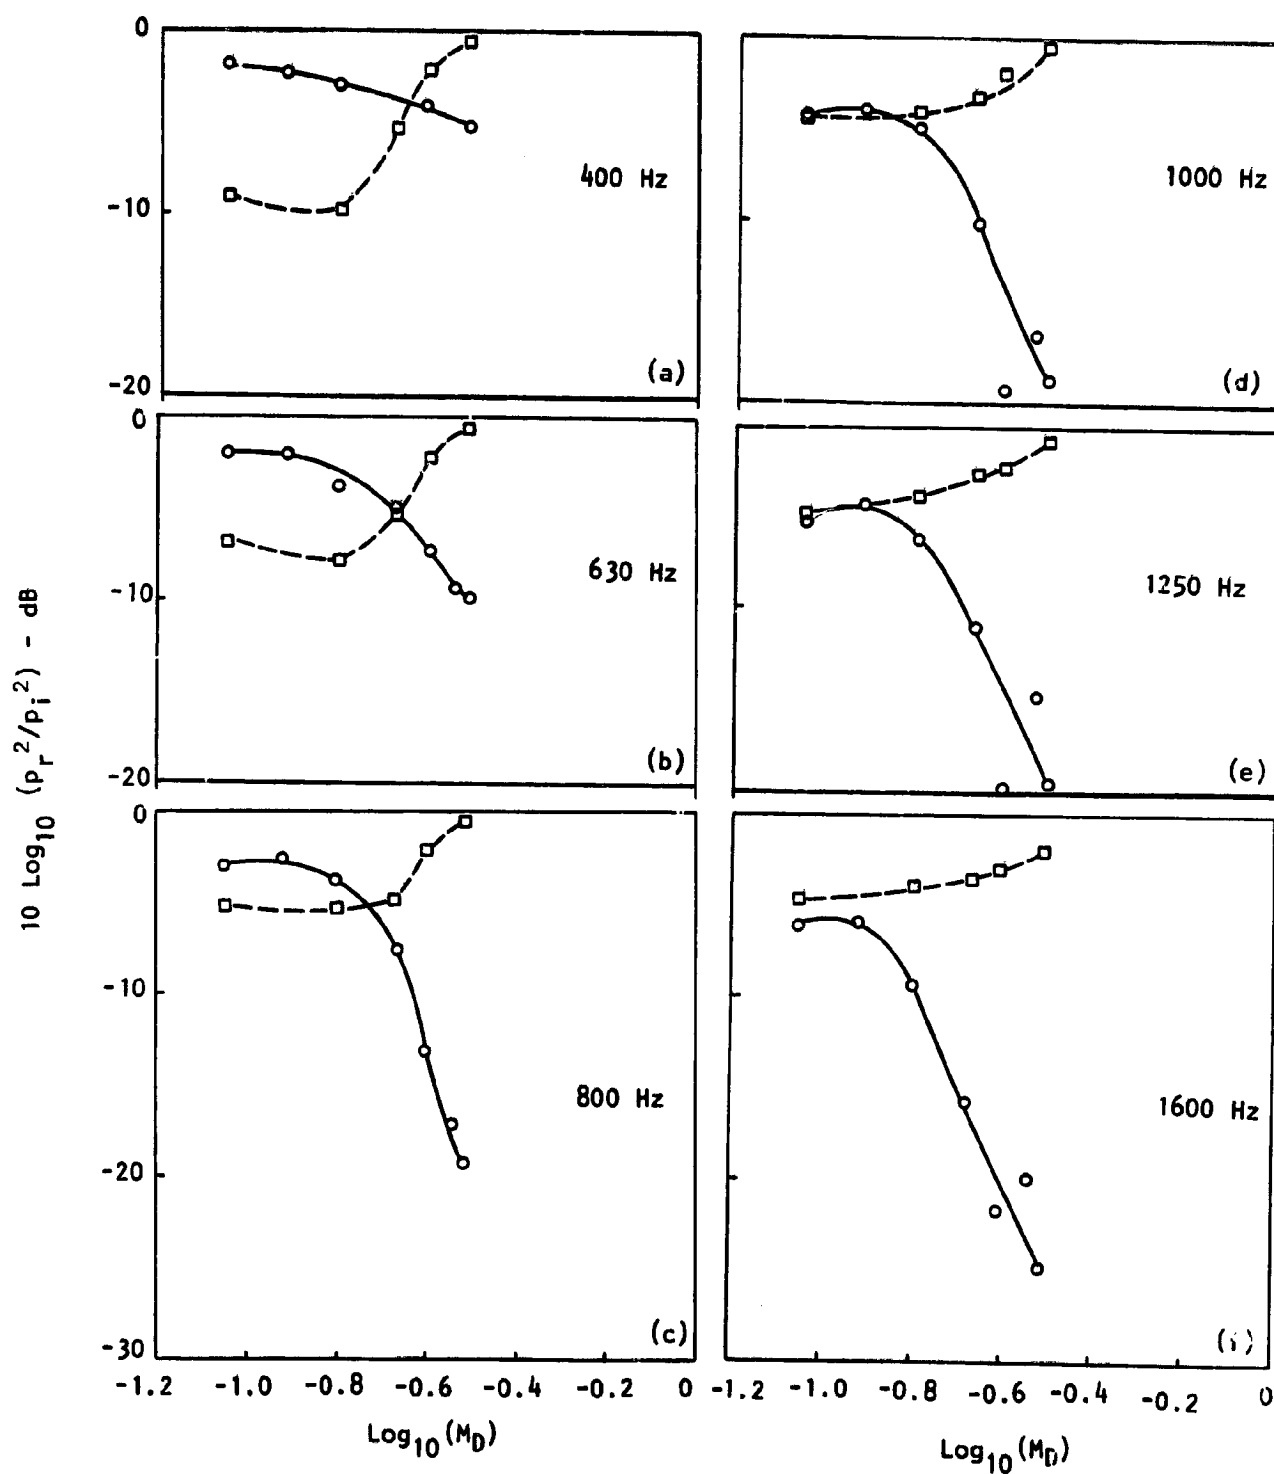 10 Log₁₀ (pᵣ²/pᵢ²) - dB
0
-10
-20
400 Hz
(a)
0
-10
-20
630 Hz
(b)
0
-10
-20
-30
800 Hz
(c)
-1.2 -1.0 -0.8 -0.6 -0.4 -0.2 0
Log₁₀(M_D)
1000 Hz
(d)
1250 Hz
(e)
1600 Hz
-1.2 -1.0 -0.8 -0.6 -0.4 -0.2 0
Log₁₀(M_D)